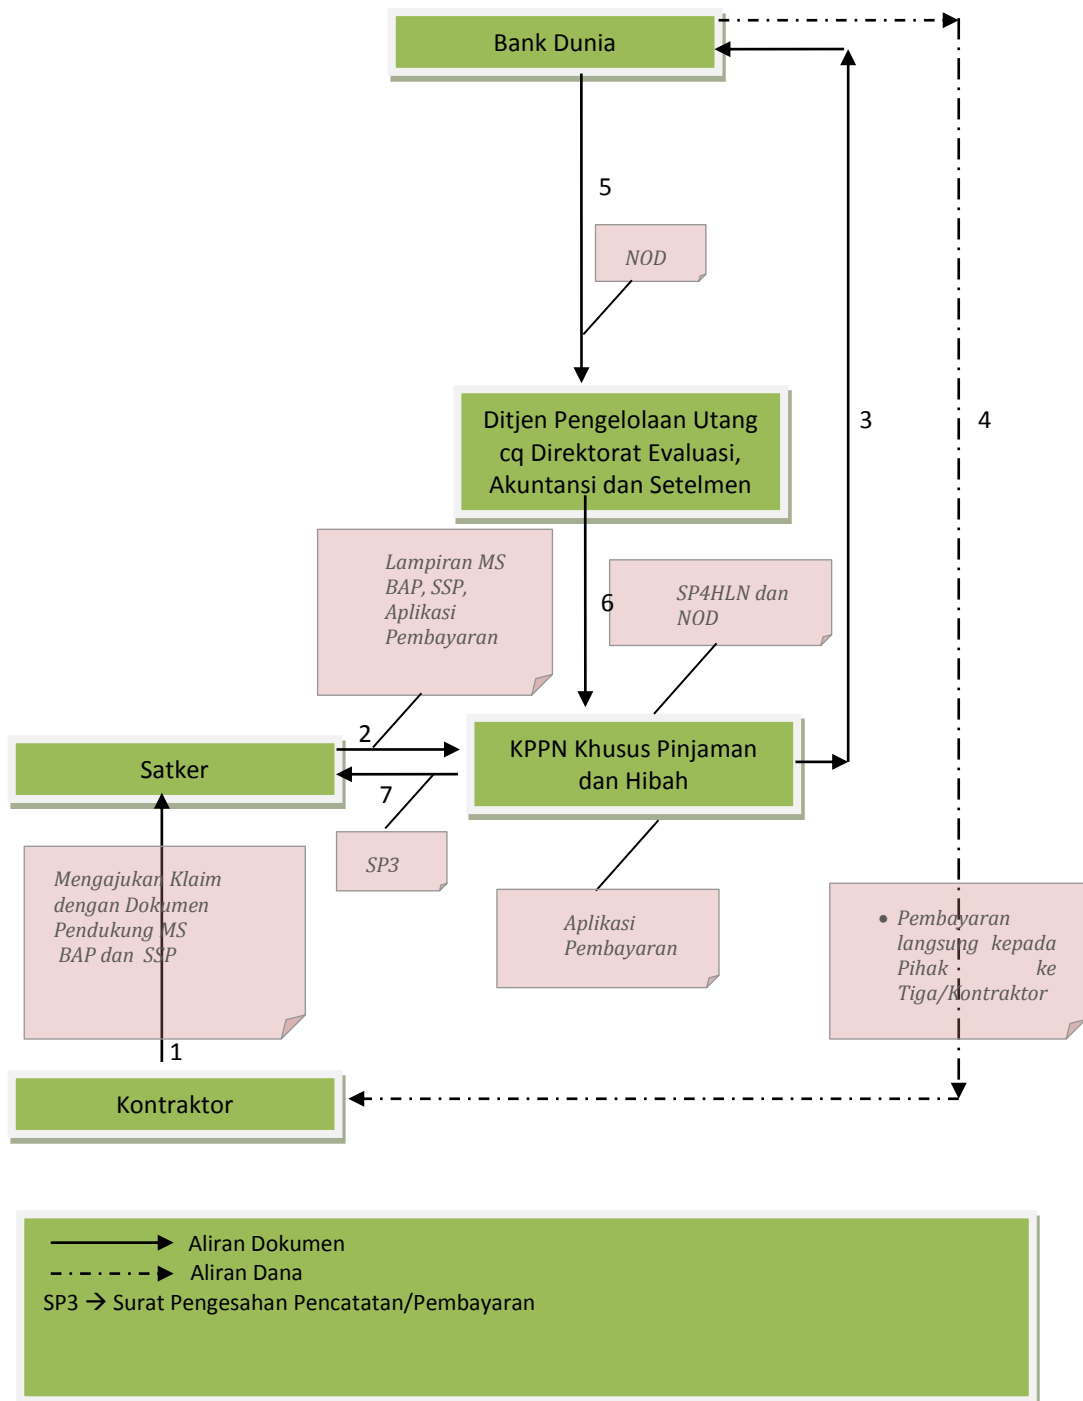 Bank Dunia
5
NOD
Ditjen Pengelolaan Utang
cq Direktorat Evaluasi,
Akuntansi dan Setelmen
3
4
Lampiran MS
BAP, SSP,
Aplikasi
Pembayaran
6
SP4HLN dan
NOD
2
Satker
KPPN Khusus Pinjaman
dan Hibah
7
SP3
Mengajukan Klaim
dengan Dokumen
Pendukung MS
BAP dan SSP
Aplikasi
Pembayaran
• Pembayaran
langsung kepada
Pihak ke
Tiga/Kontraktor
1
Kontraktor
Aliran Dokumen
Aliran Dana
SP3 → Surat Pengesahan Pencatatan/Pembayaran